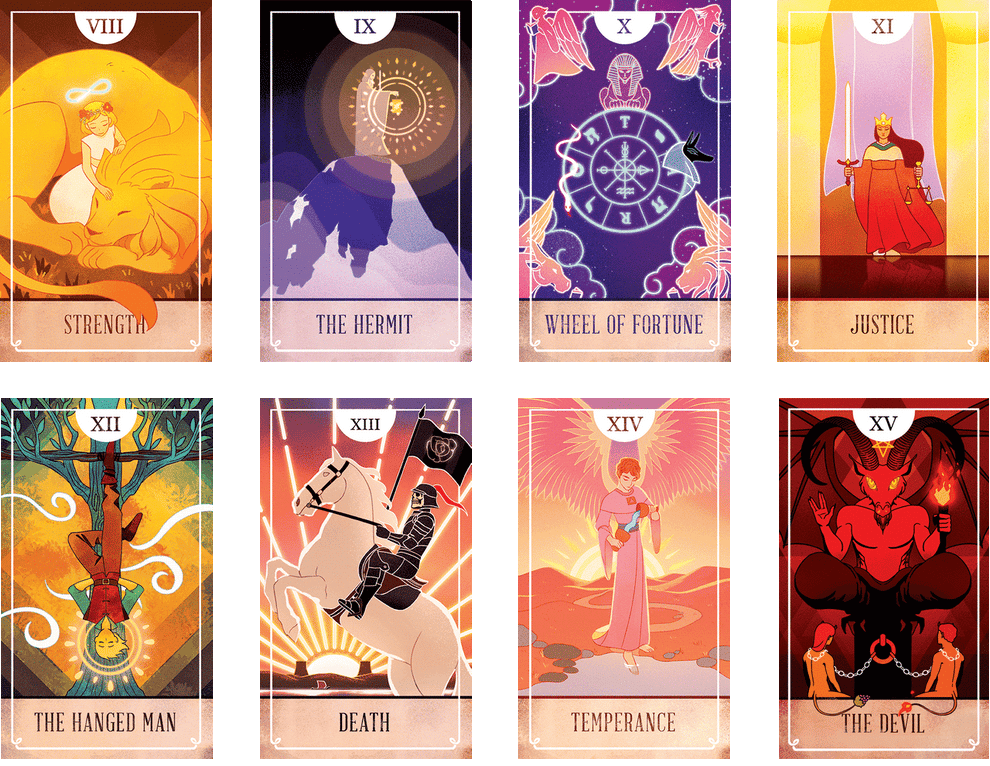 VIII
IX
X
XI
STRENGTH
THE HERMIT
WHEEL OF FORTUNE
JUSTICE
XII
XIII
XIV
XV
THE HANGED MAN
DEATH
TEMPERANCE
THE DEVIL